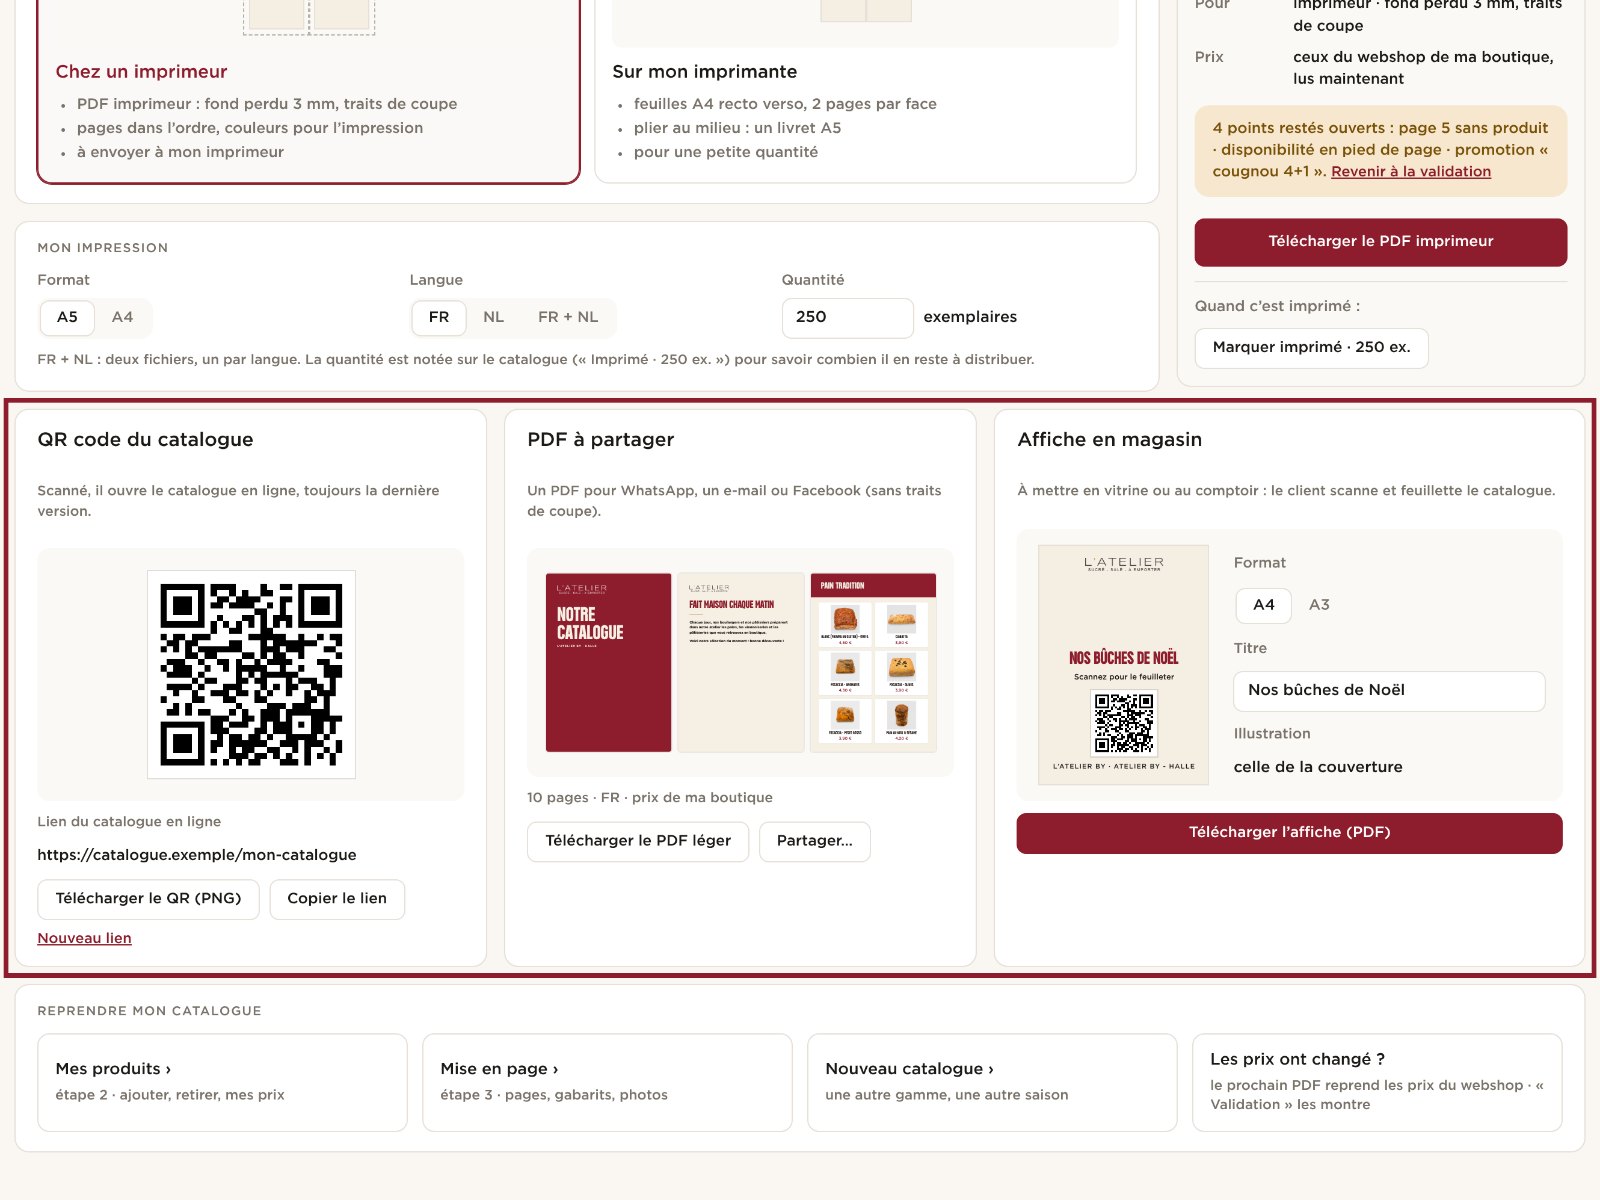 Chez un imprimeur
• PDF imprimeur : fond perdu 3 mm, traits de coupe
• pages dans l’ordre, couleurs pour l’impression
• à envoyer à mon imprimeur
Sur mon imprimante
• feuilles A4 recto verso, 2 pages par face
• plier au milieu : un livret A5
• pour une petite quantité
Pour
imprimeur · fond perdu 3 mm, traits
de coupe
Prix
ceux du webshop de ma boutique,
lus maintenant
4 points restés ouverts : page 5 sans produit
· disponibilité en pied de page · promotion «
cougnou 4+1 ». Revenir à la validation
Télécharger le PDF imprimeur
Quand c’est imprimé :
Marquer imprimé · 250 ex.
MON IMPRESSION
Format
A5 A4
Langue
FR NL FR + NL
Quantité
250 exemplaires
FR + NL : deux fichiers, un par langue. La quantité est notée sur le catalogue (« Imprimé · 250 ex. ») pour savoir combien il en reste à distribuer.
QR code du catalogue
Scanné, il ouvre le catalogue en ligne, toujours la dernière
version.
Lien du catalogue en ligne
https://catalogue.exemple/mon-catalogue
Télécharger le QR (PNG)
Copier le lien
Nouveau lien
PDF à partager
Un PDF pour WhatsApp, un e-mail ou Facebook (sans traits
de coupe).
L'ATELIER
NOTRE
CATALOGUE
L'ATELIER BY · HALLE
L'ATELIER
FAIT MAISON CHAQUE MATIN
PAIN TRADITION
10 pages · FR · prix de ma boutique
Télécharger le PDF léger
Partager...
Affiche en magasin
À mettre en vitrine ou au comptoir : le client scanne et feuillette le catalogue.
L'ATELIER
SUCRÉ . SALÉ . À EMPORTER
NOS BÛCHES DE NOËL
Scannez pour le feuilleter
L'ATELIER BY · ATELIER BY - HALLE
Format
A4 A3
Titre
Nos bûches de Noël
Illustration
celle de la couverture
Télécharger l’affiche (PDF)
REPRENDRE MON CATALOGUE
Mes produits ›
étape 2 · ajouter, retirer, mes prix
Mise en page ›
étape 3 · pages, gabarits, photos
Nouveau catalogue ›
une autre gamme, une autre saison
Les prix ont changé ?
le prochain PDF reprend les prix du webshop · «
Validation » les montre